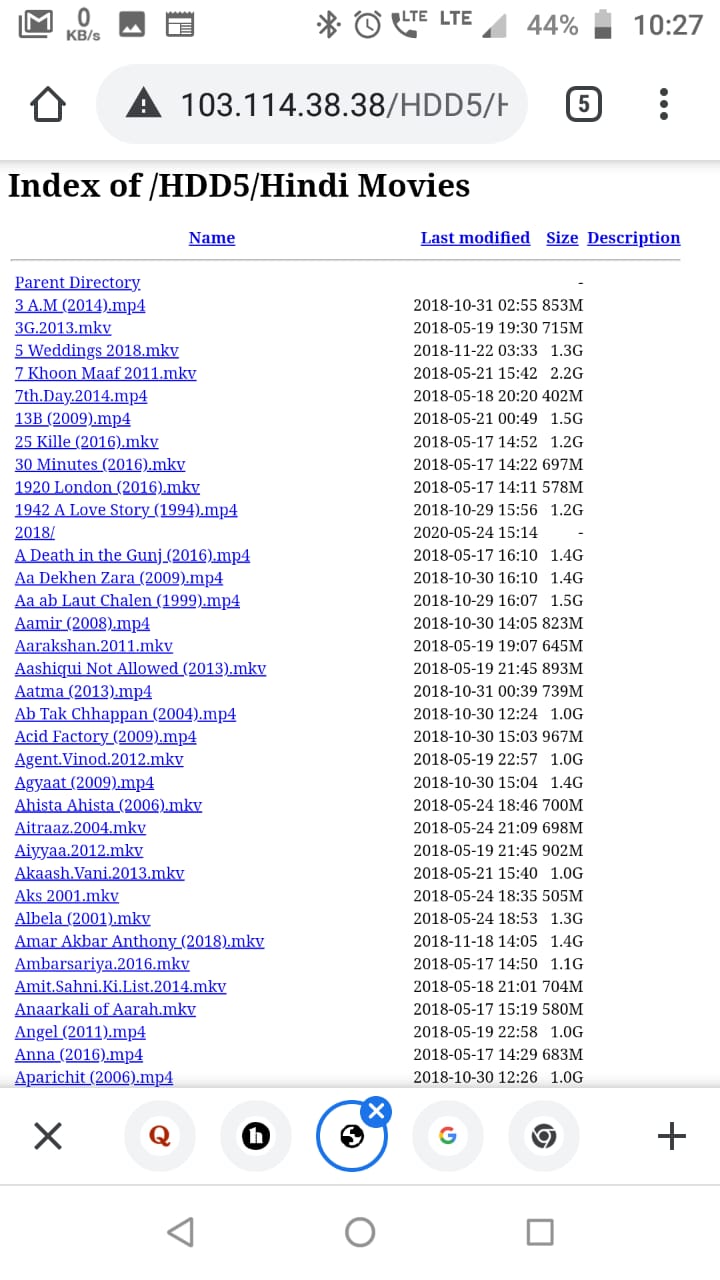 0 KB/s LTE LTE 44% 10:27
103.114.38.38/HDD5/H 5
Index of /HDD5/Hindi Movies
Name Last modified Size Description
Parent Directory -
3 A.M (2014).mp4 2018-10-31 02:55 853M
3G.2013.mkv 2018-05-19 19:30 715M
5 Weddings 2018.mkv 2018-11-22 03:33 1.3G
7 Khoon Maaf 2011.mkv 2018-05-21 15:42 2.2G
7th.Day.2014.mp4 2018-05-18 20:20 402M
13B (2009).mp4 2018-05-21 00:49 1.5G
25 Kille (2016).mkv 2018-05-17 14:52 1.2G
30 Minutes (2016).mkv 2018-05-17 14:22 697M
1920 London (2016).mkv 2018-05-17 14:11 578M
1942 A Love Story (1994).mp4 2018-10-29 15:56 1.2G
2018/ 2020-05-24 15:14 -
A Death in the Gunj (2016).mp4 2018-05-17 16:10 1.4G
Aa Dekhen Zara (2009).mp4 2018-10-30 16:10 1.4G
Aa ab Laut Chalen (1999).mp4 2018-10-29 16:07 1.5G
Aamir (2008).mp4 2018-10-30 14:05 823M
Aarakshan.2011.mkv 2018-05-19 19:07 645M
Aashiqui Not Allowed (2013).mkv 2018-05-19 21:45 893M
Aatma (2013).mp4 2018-10-31 00:39 739M
Ab Tak Chhappan (2004).mp4 2018-10-30 12:24 1.0G
Acid Factory (2009).mp4 2018-10-30 15:03 967M
Agent.Vinod.2012.mkv 2018-05-19 22:57 1.0G
Agyaat (2009).mp4 2018-10-30 15:04 1.4G
Ahista Ahista (2006).mkv 2018-05-24 18:46 700M
Aitraaz.2004.mkv 2018-05-24 21:09 698M
Aiyyaa.2012.mkv 2018-05-19 21:45 902M
Akaash.Vani.2013.mkv 2018-05-21 15:40 1.0G
Aks 2001.mkv 2018-05-24 18:35 505M
Albela (2001).mkv 2018-05-24 18:53 1.3G
Amar Akbar Anthony (2018).mkv 2018-11-18 14:05 1.4G
Ambarsariya.2016.mkv 2018-05-17 14:50 1.1G
Amit.Sahni.Ki.List.2014.mkv 2018-05-18 21:01 704M
Anaarkali of Aarah.mkv 2018-05-17 15:19 580M
Angel (2011).mp4 2018-05-19 22:58 1.0G
Anna (2016).mp4 2018-05-17 14:29 683M
Aparichit (2006).mp4 2018-10-30 12:26 1.0G
Q h G